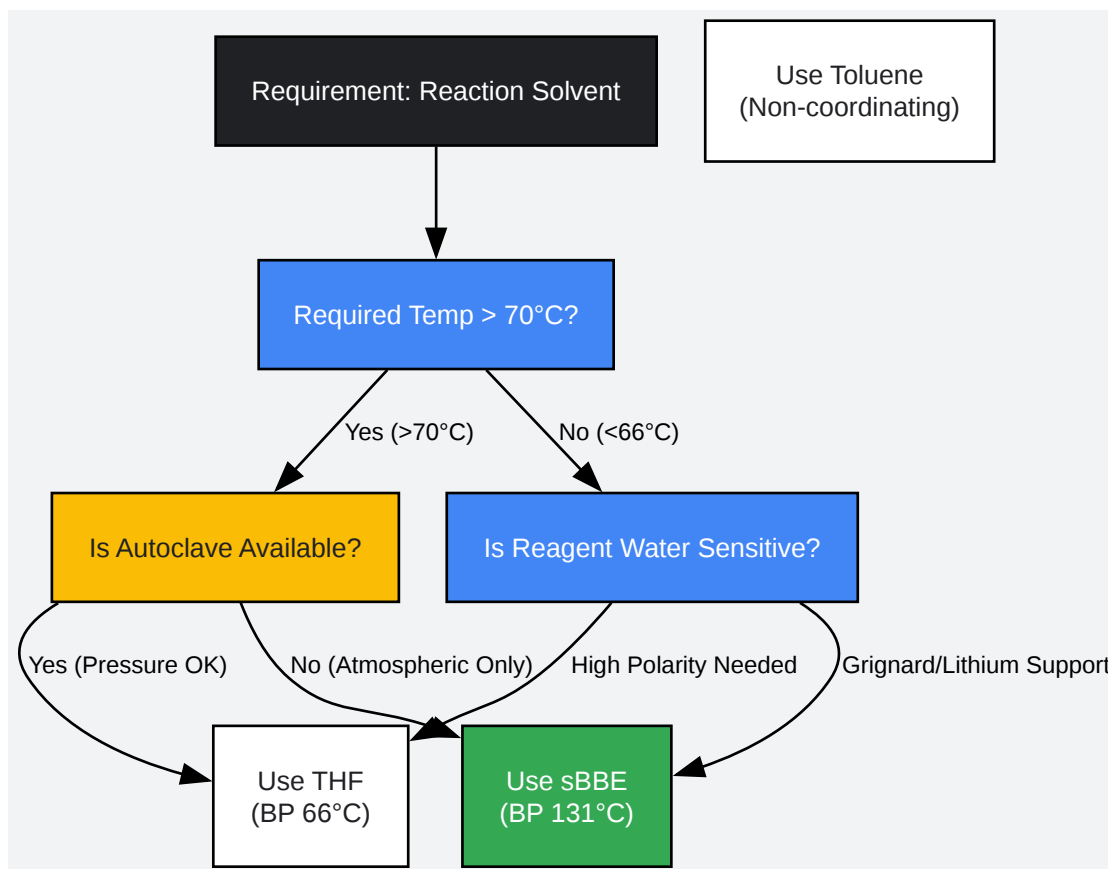 Requirement: Reaction Solvent
Use Toluene
(Non-coordinating)
Required Temp > 70°C?
Yes (>70°C)
No (<66°C)
Is Autoclave Available?
Is Reagent Water Sensitive?
Yes (Pressure OK)
No (Atmospheric Only)
High Polarity Needed
Grignard/Lithium Support
Use THF
(BP 66°C)
Use sBBE
(BP 131°C)